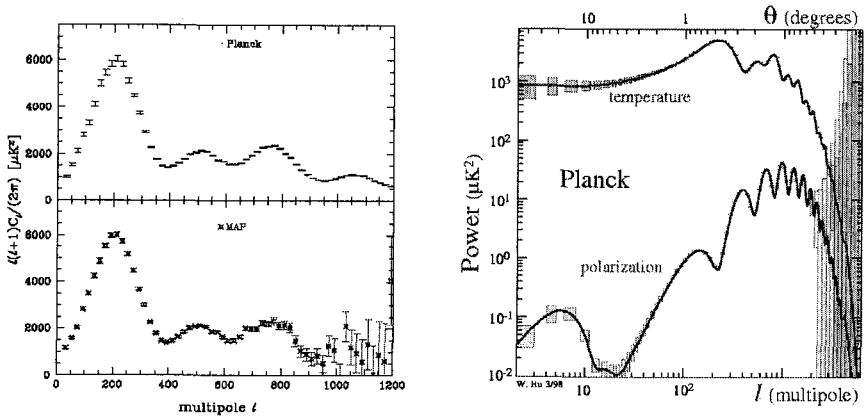 Planck
6000
4000
2000
0
MAP
6000
4000
2000
0
0 200 400 600 800 1000 1200
multipole ℓ
ℓ(ℓ+1)Cℓ/(2π) [μK²]
10 1 θ (degrees)
10³
10²
10¹
10⁰
10⁻¹
10⁻²
Power (μK²)
temperature
Planck
polarization
W. Hu 3/98
10 10² l (multipole)